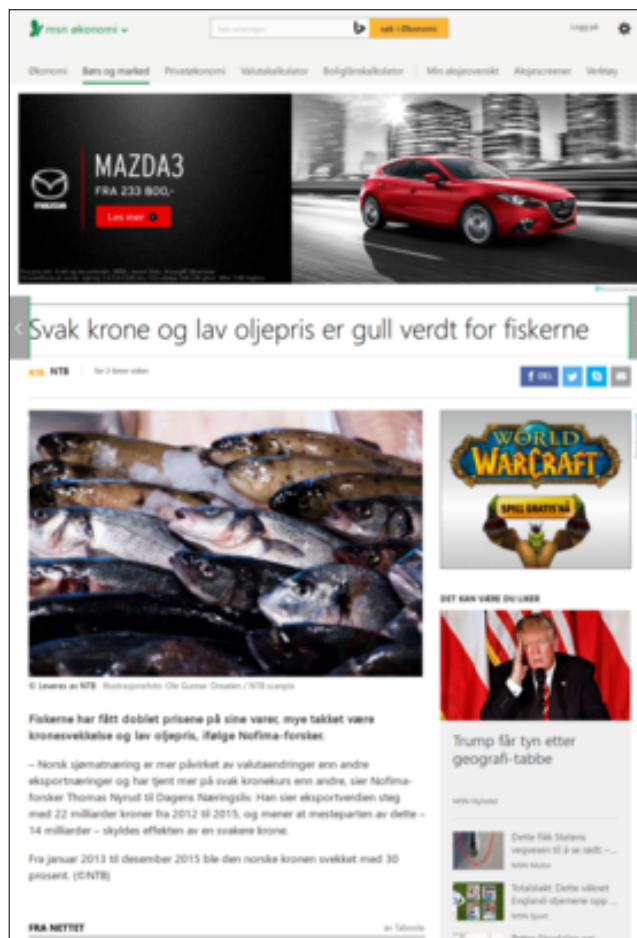 msn økonomi
søk i Økonomi
Logg på
Økonomi Børs og marked Privatøkonomi Valutakalkulator Boliglånskalkulator Min aksjeoversikt Aksjescreener Verktøy
MAZDA3
FRA 233 800,-
Les mer
mazda
Svak krone og lav oljepris er gull verdt for fiskerne
NTB NTB for 2 timer siden
DEL
WORLD
WARCRAFT
SPILL GRATIS NÅ
© Leveres av NTB Illustrasjonsfoto: Ole Gunnar Onsøien / NTB scanpix
Fiskerne har fått doblet prisene på sine varer, mye takket være
kronesvekkelse og lav oljepris, ifølge Nofima-forsker.
– Norsk sjømatnæring er mer påvirket av valutaendringer enn andre
eksportnæringer og har tjent mer på svak kronekurs enn andre, sier Nofima-
forsker Thomas Nyrud til Dagens Næringsliv. Han sier eksportverdien steg
med 22 milliarder kroner fra 2012 til 2015, og mener at mesteparten av dette –
14 milliarder – skyldes effekten av en svakere krone.
Fra januar 2013 til desember 2015 ble den norske kronen svekket med 30
prosent. (©NTB)
FRA NETTET av Taboola
DET KAN VÆRE DU LIKER
Trump får tyn etter
geografi-tabbe
MSN Nyheter
Dette fikk Statens
vegvesen til å se rødt: –...
MSN Motor
Totalslakt: Dette våknet
England-stjernene opp ...
MSN Sport